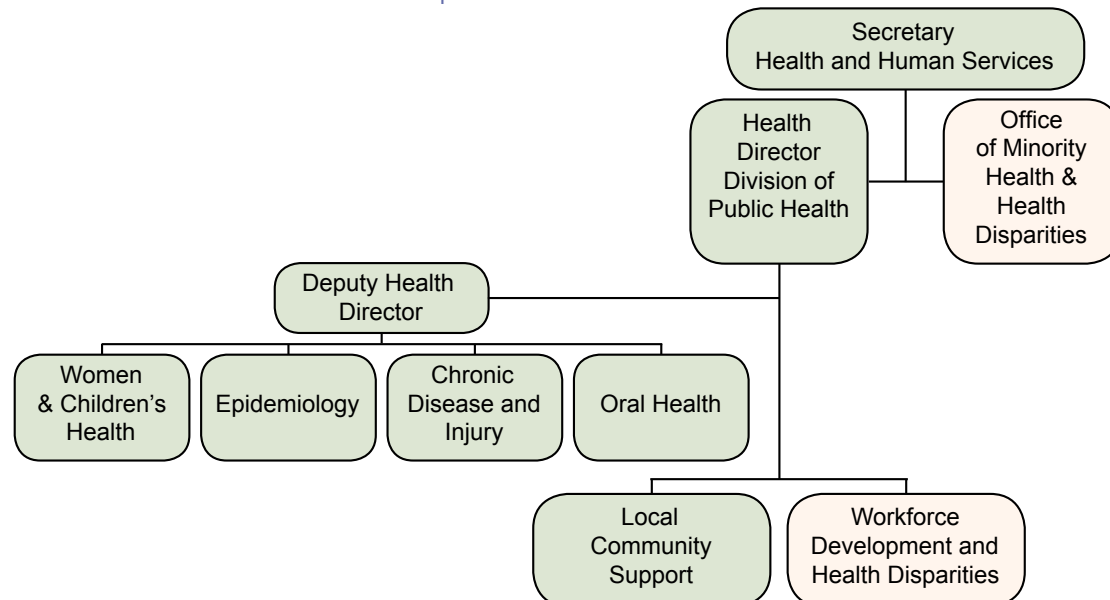 Secretary
Health and Human Services
Health
Director
Division of
Public Health
Office
of Minority
Health &
Health
Disparities
Deputy Health
Director
Women
& Children’s
Health
Epidemiology
Chronic
Disease and
Injury
Oral Health
Local
Community
Support
Workforce
Development and
Health Disparities